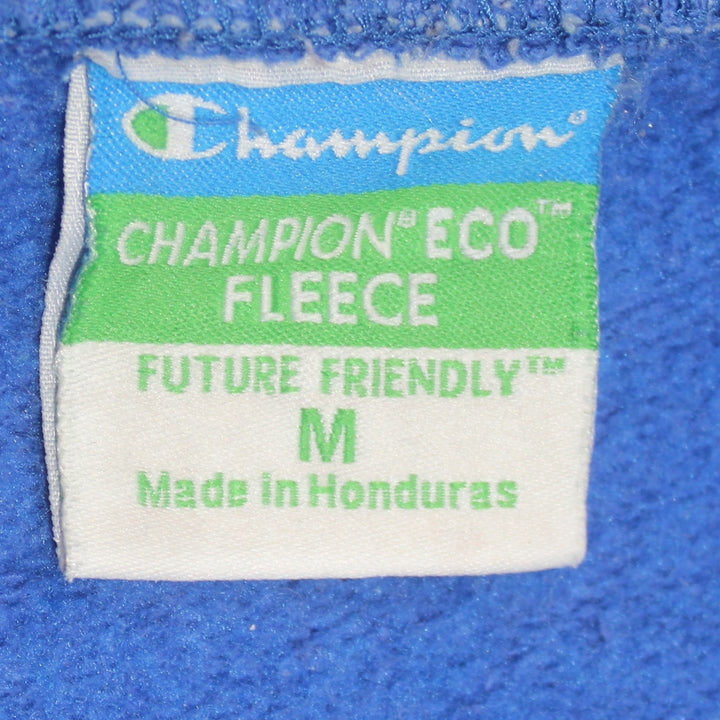 Champion®
CHAMPION® ECO™
FLEECE
FUTURE FRIENDLY™
M
Made in Honduras